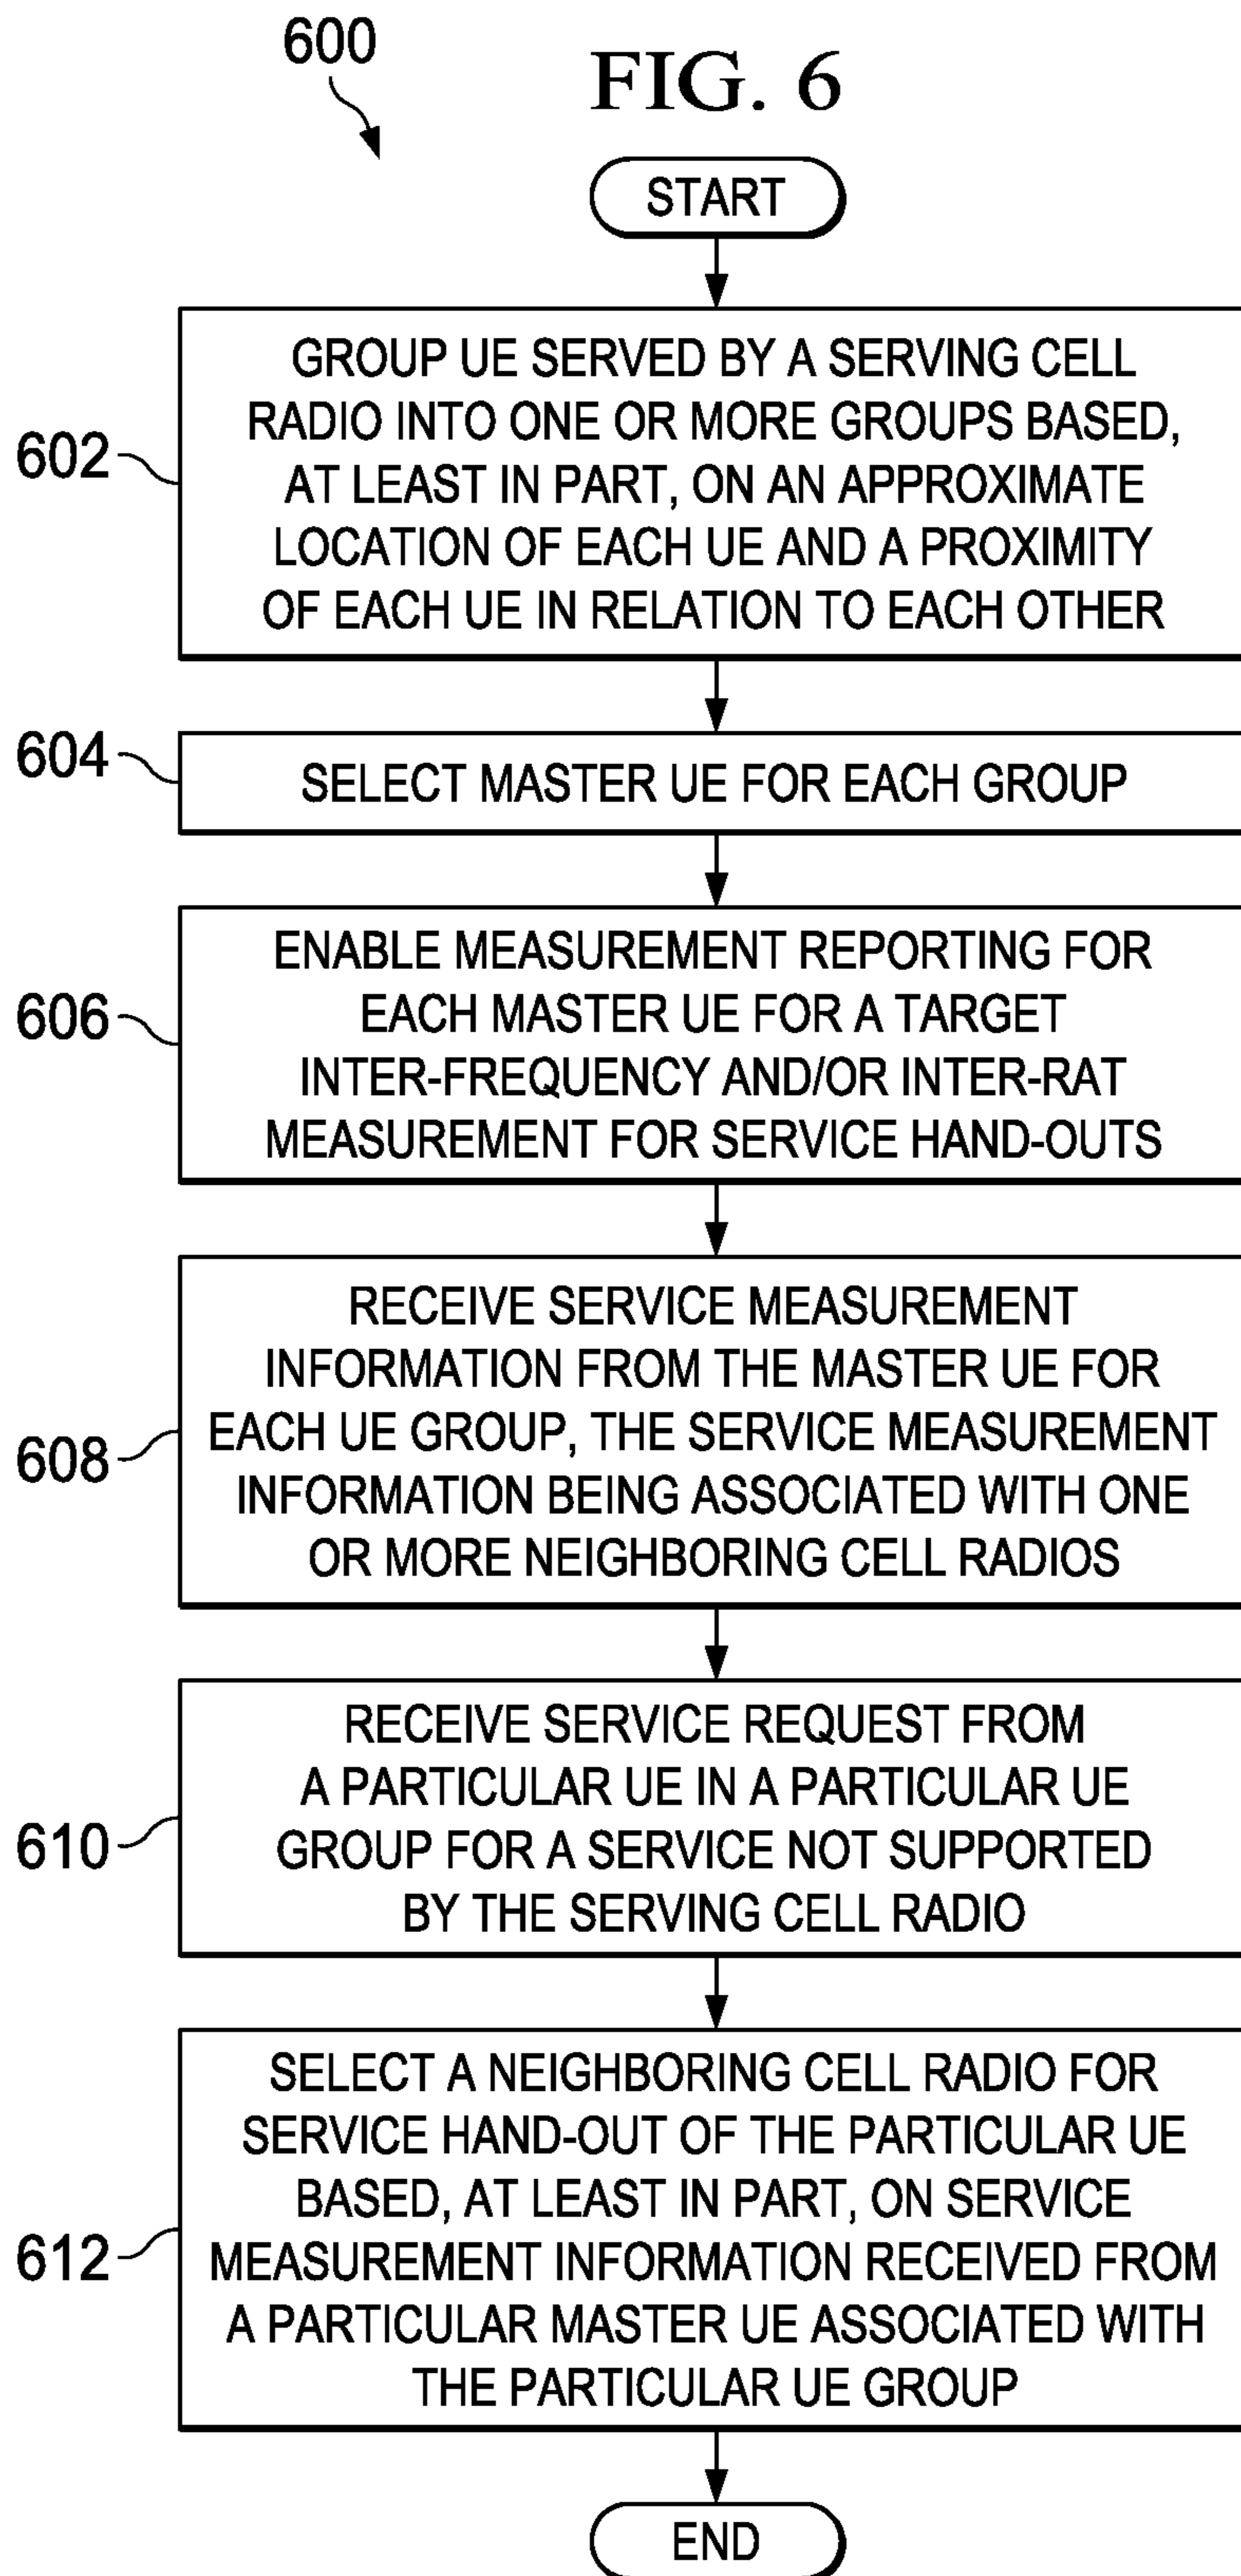 600
FIG. 6
START
602
GROUP UE SERVED BY A SERVING CELL
RADIO INTO ONE OR MORE GROUPS BASED,
AT LEAST IN PART, ON AN APPROXIMATE
LOCATION OF EACH UE AND A PROXIMITY
OF EACH UE IN RELATION TO EACH OTHER
604
SELECT MASTER UE FOR EACH GROUP
606
ENABLE MEASUREMENT REPORTING FOR
EACH MASTER UE FOR A TARGET
INTER-FREQUENCY AND/OR INTER-RAT
MEASUREMENT FOR SERVICE HAND-OUTS
608
RECEIVE SERVICE MEASUREMENT
INFORMATION FROM THE MASTER UE FOR
EACH UE GROUP, THE SERVICE MEASUREMENT
INFORMATION BEING ASSOCIATED WITH ONE
OR MORE NEIGHBORING CELL RADIOS
610
RECEIVE SERVICE REQUEST FROM
A PARTICULAR UE IN A PARTICULAR UE
GROUP FOR A SERVICE NOT SUPPORTED
BY THE SERVING CELL RADIO
612
SELECT A NEIGHBORING CELL RADIO FOR
SERVICE HAND-OUT OF THE PARTICULAR UE
BASED, AT LEAST IN PART, ON SERVICE
MEASUREMENT INFORMATION RECEIVED FROM
A PARTICULAR MASTER UE ASSOCIATED WITH
THE PARTICULAR UE GROUP
END